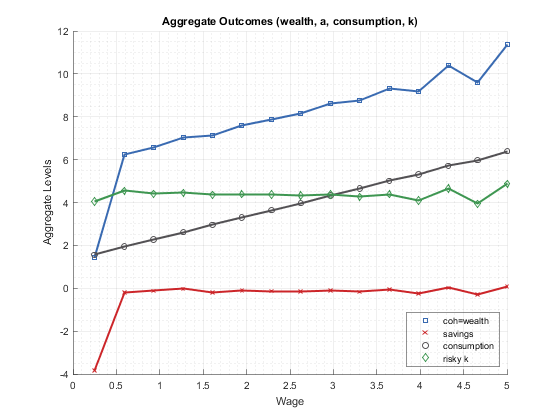 Aggregate Outcomes (wealth, a, consumption, k)
12
10
8
6
4
2
0
-2
-4
Aggregate Levels
0 0.5 1 1.5 2 2.5 3 3.5 4 4.5 5
Wage
coh=wealth
savings
consumption
risky k